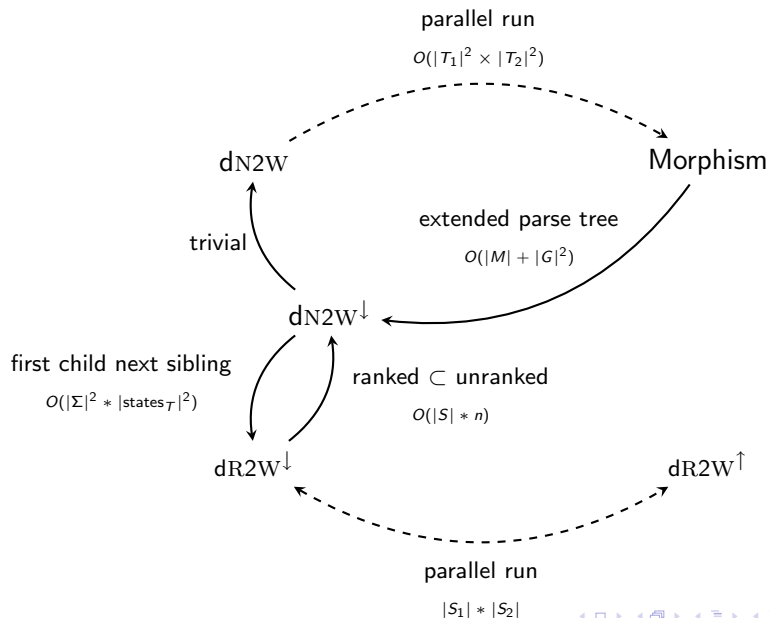 parallel run
O(|T₁|² × |T₂|²)
dN2W
Morphism
extended parse tree
O(|M| + |G|²)
trivial
dN2W↓
first child next sibling
O(|Σ|² * |states_T|²)
ranked ⊂ unranked
O(|S| * n)
dR2W↓
dR2W↑
parallel run
|S₁| * |S₂|